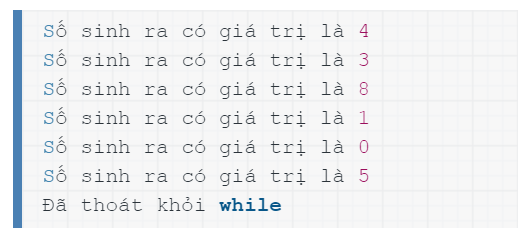 Số sinh ra có giá trị là 4
Số sinh ra có giá trị là 3
Số sinh ra có giá trị là 8
Số sinh ra có giá trị là 1
Số sinh ra có giá trị là 0
Số sinh ra có giá trị là 5
Đã thoát khỏi while